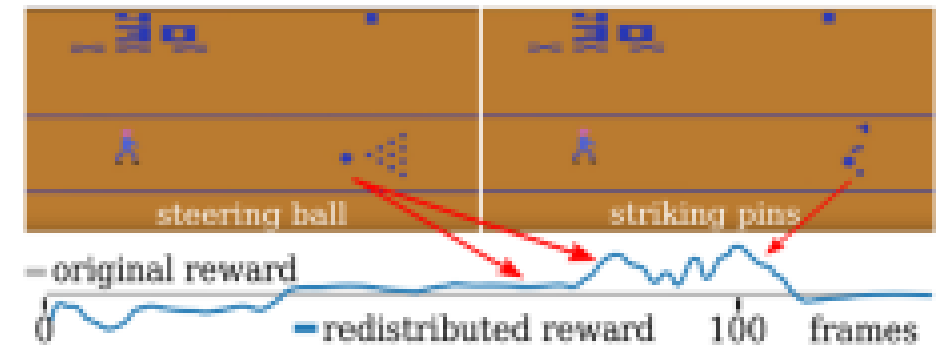 steering ball
striking pins
original reward
0
redistributed reward
100
frames